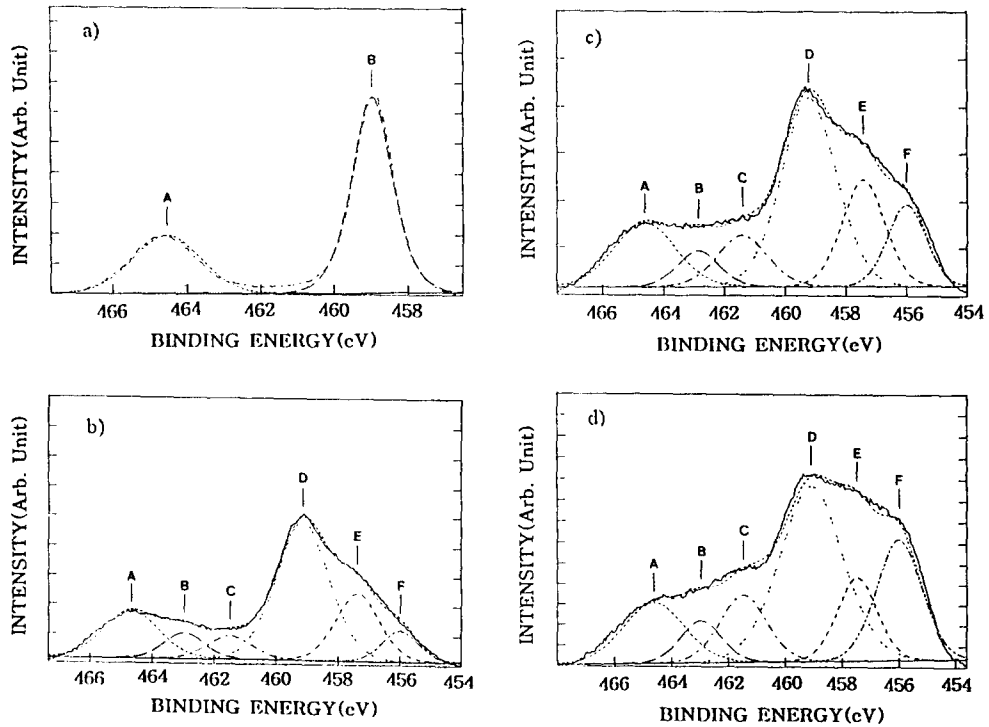 a)
B
A
INTENSITY(Arb. Unit)
466 464 462 460 458
BINDING ENERGY(eV)
c)
D
E
F
A
B
C
INTENSITY(Arb. Unit)
466 464 462 460 458 456 454
BINDING ENERGY(eV)
b)
D
E
A
B
C
F
INTENSITY(Arb. Unit)
466 464 462 460 458 456 454
BINDING ENERGY(eV)
d)
D
E
F
C
B
A
INTENSITY(Arb. Unit)
466 464 462 460 458 456 454
BINDING ENERGY(eV)